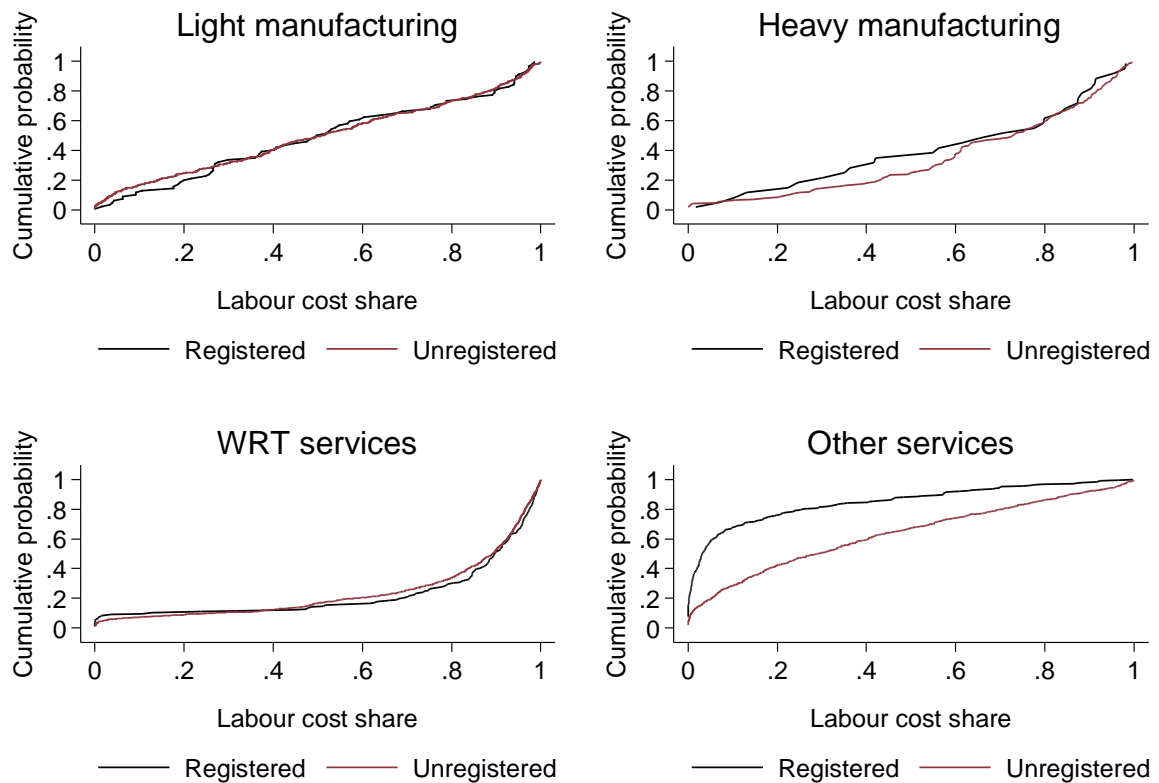 Light manufacturing
Cumulative probability
1
.8
.6
.4
.2
0
0 .2 .4 .6 .8 1
Labour cost share
Registered Unregistered
Heavy manufacturing
Cumulative probability
1
.8
.6
.4
.2
0
0 .2 .4 .6 .8 1
Labour cost share
Registered Unregistered
WRT services
Cumulative probability
1
.8
.6
.4
.2
0
0 .2 .4 .6 .8 1
Labour cost share
Registered Unregistered
Other services
Cumulative probability
1
.8
.6
.4
.2
0
0 .2 .4 .6 .8 1
Labour cost share
Registered Unregistered